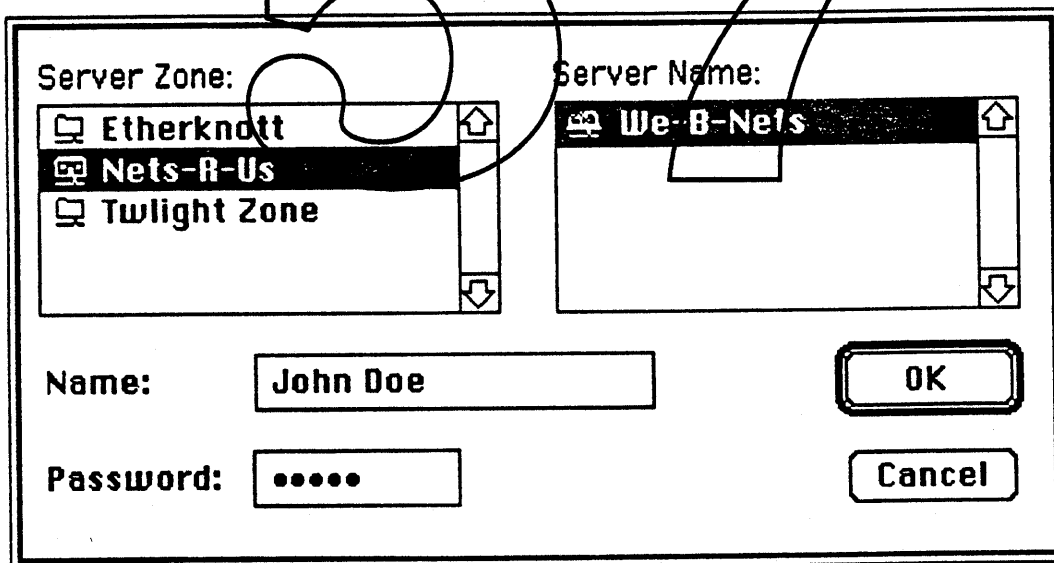 Server Zone:
Server Name:
Etherknott
Nets-R-Us
Twlight Zone
We-B-Nets
Name:
John Doe
OK
Password:
•••••
Cancel